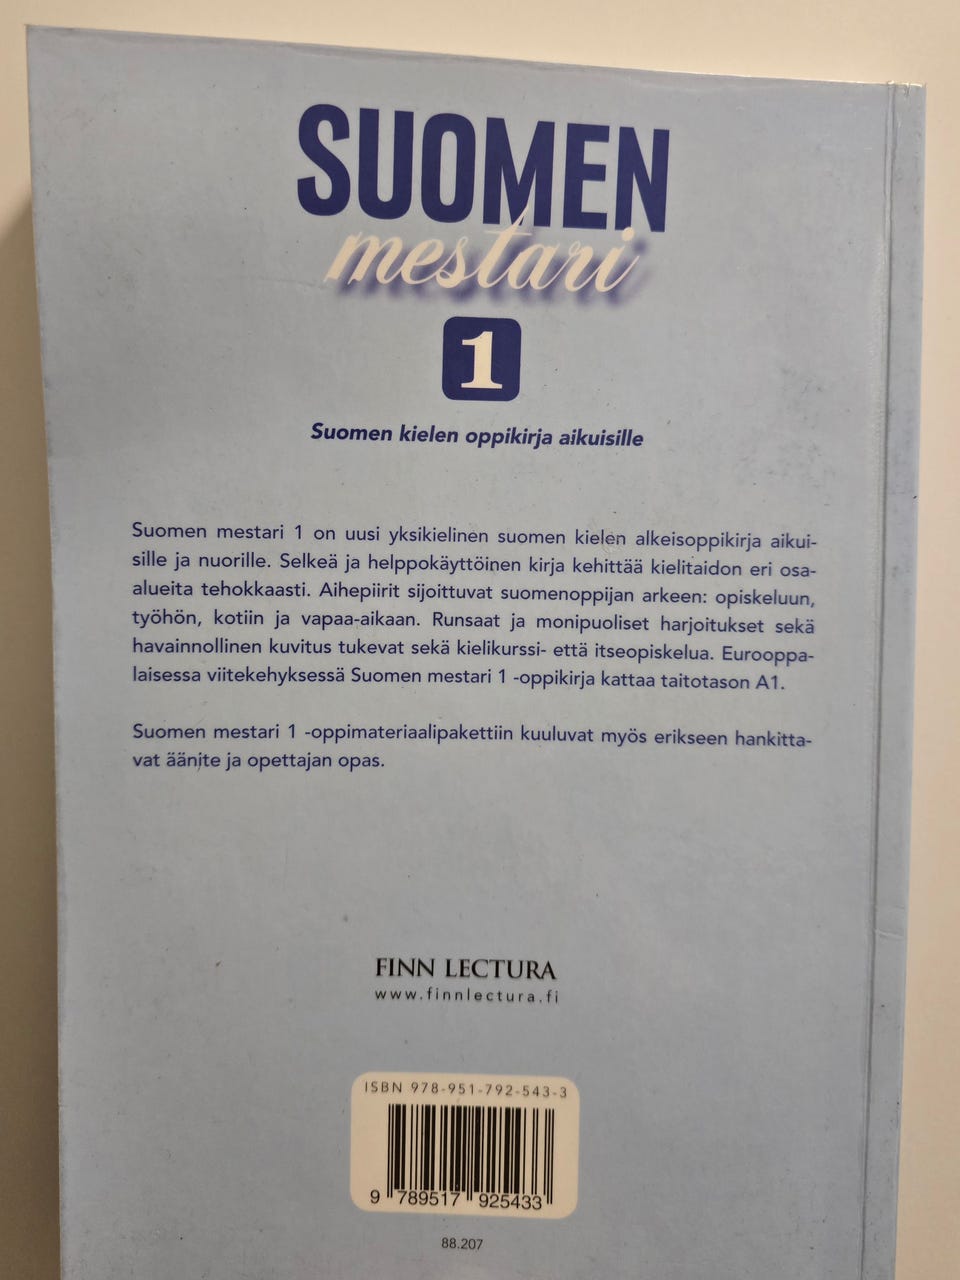 SUOMEN
mestari
1
Suomen kielen oppikirja aikuisille
Suomen mestari 1 on uusi yksikielinen suomen kielen alkeisoppikirja aikui-
sille ja nuorille. Selkeä ja helppokäyttöinen kirja kehittää kielitaidon eri osa-
alueita tehokkaasti. Aihepiirit sijoittuvat suomenoppijan arkeen: opiskeluun,
työhön, kotiin ja vapaa-aikaan. Runsaat ja monipuoliset harjoitukset sekä
havainnollinen kuvitus tukevat sekä kielikurssi- että itseopiskelua. Eurooppa-
laisessa viitekehyksessä Suomen mestari 1 -oppikirja kattaa taitotason A1.
Suomen mestari 1 -oppimateriaalipakettiin kuuluvat myös erikseen hankitta-
vat äänite ja opettajan opas.
FINN LECTURA
www.finnlectura.fi
ISBN 978-951-792-543-3
9 789517 925433
88.207